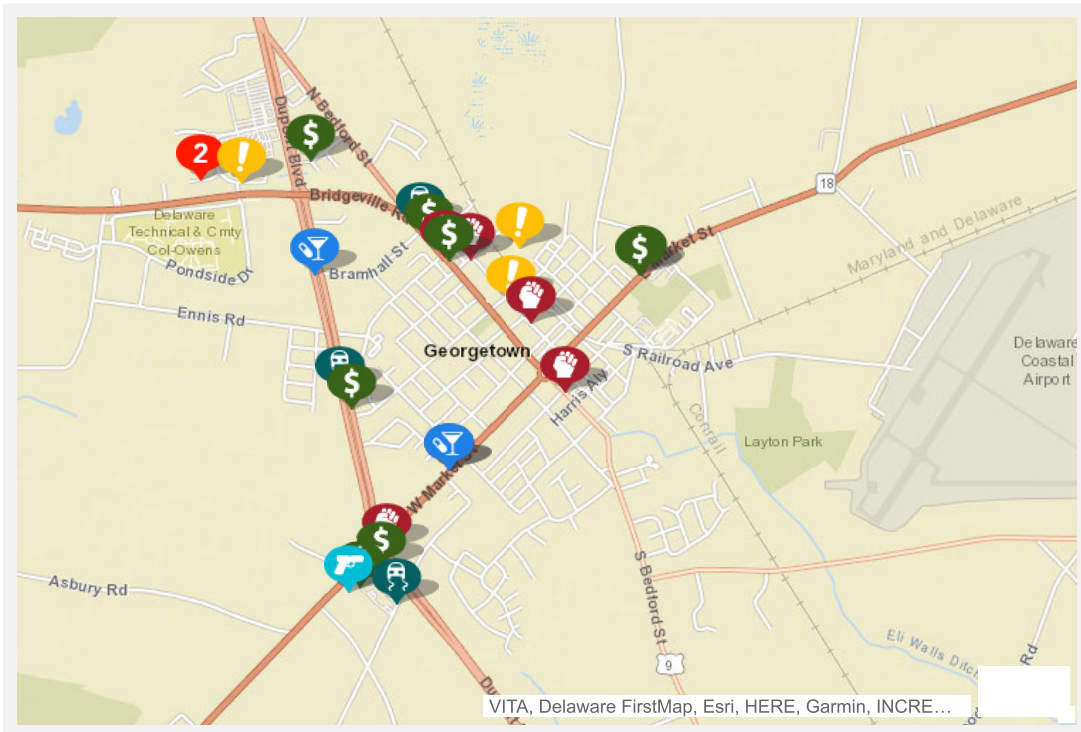 N Bedford St
Dupont Blvd
2
!
$
18
Bridgeville
$
!
$
$
Market St
Delaware
Technical & Cmty
Col-Owens
Maryland and Delaware
Pondside Dr
Bramhall St
!
Ennis Rd
Georgetown
S Railroad Ave
Delaware
Coastal
Airport
$
Harris Aly
Conrail
Layton Park
W Market St
$
S Bedford St
Asbury Rd
Eli Walls Ditch
Rd
9
VITA, Delaware FirstMap, Esri, HERE, Garmin, INCRE...